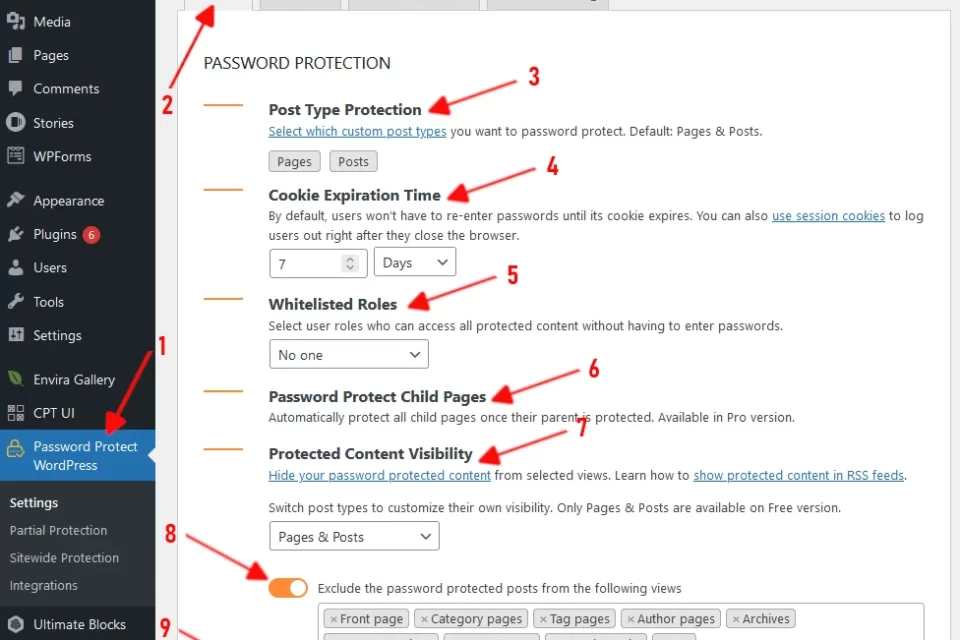 Media
Pages
Comments
Stories
WPForms
Appearance
Plugins 6
Users
Tools
Settings
1
Envira Gallery
CPT UI
Password Protect
WordPress
Settings
Partial Protection
Sitewide Protection
Integrations
Ultimate Blocks
2
PASSWORD PROTECTION
3
Post Type Protection
Select which custom post types you want to password protect. Default: Pages & Posts.
Pages Posts
4
Cookie Expiration Time
By default, users won't have to re-enter passwords until its cookie expires. You can also use session cookies to log
users out right after they close the browser.
7 Days
5
Whitelisted Roles
Select user roles who can access all protected content without having to enter passwords.
No one
6
Password Protect Child Pages
Automatically protect all child pages once their parent is protected. Available in Pro version.
7
Protected Content Visibility
Hide your password protected content from selected views. Learn how to show protected content in RSS feeds.
Switch post types to customize their own visibility. Only Pages & Posts are available on Free version.
Pages & Posts
8
Exclude the password protected posts from the following views
× Front page × Category pages × Tag pages × Author pages × Archives
9